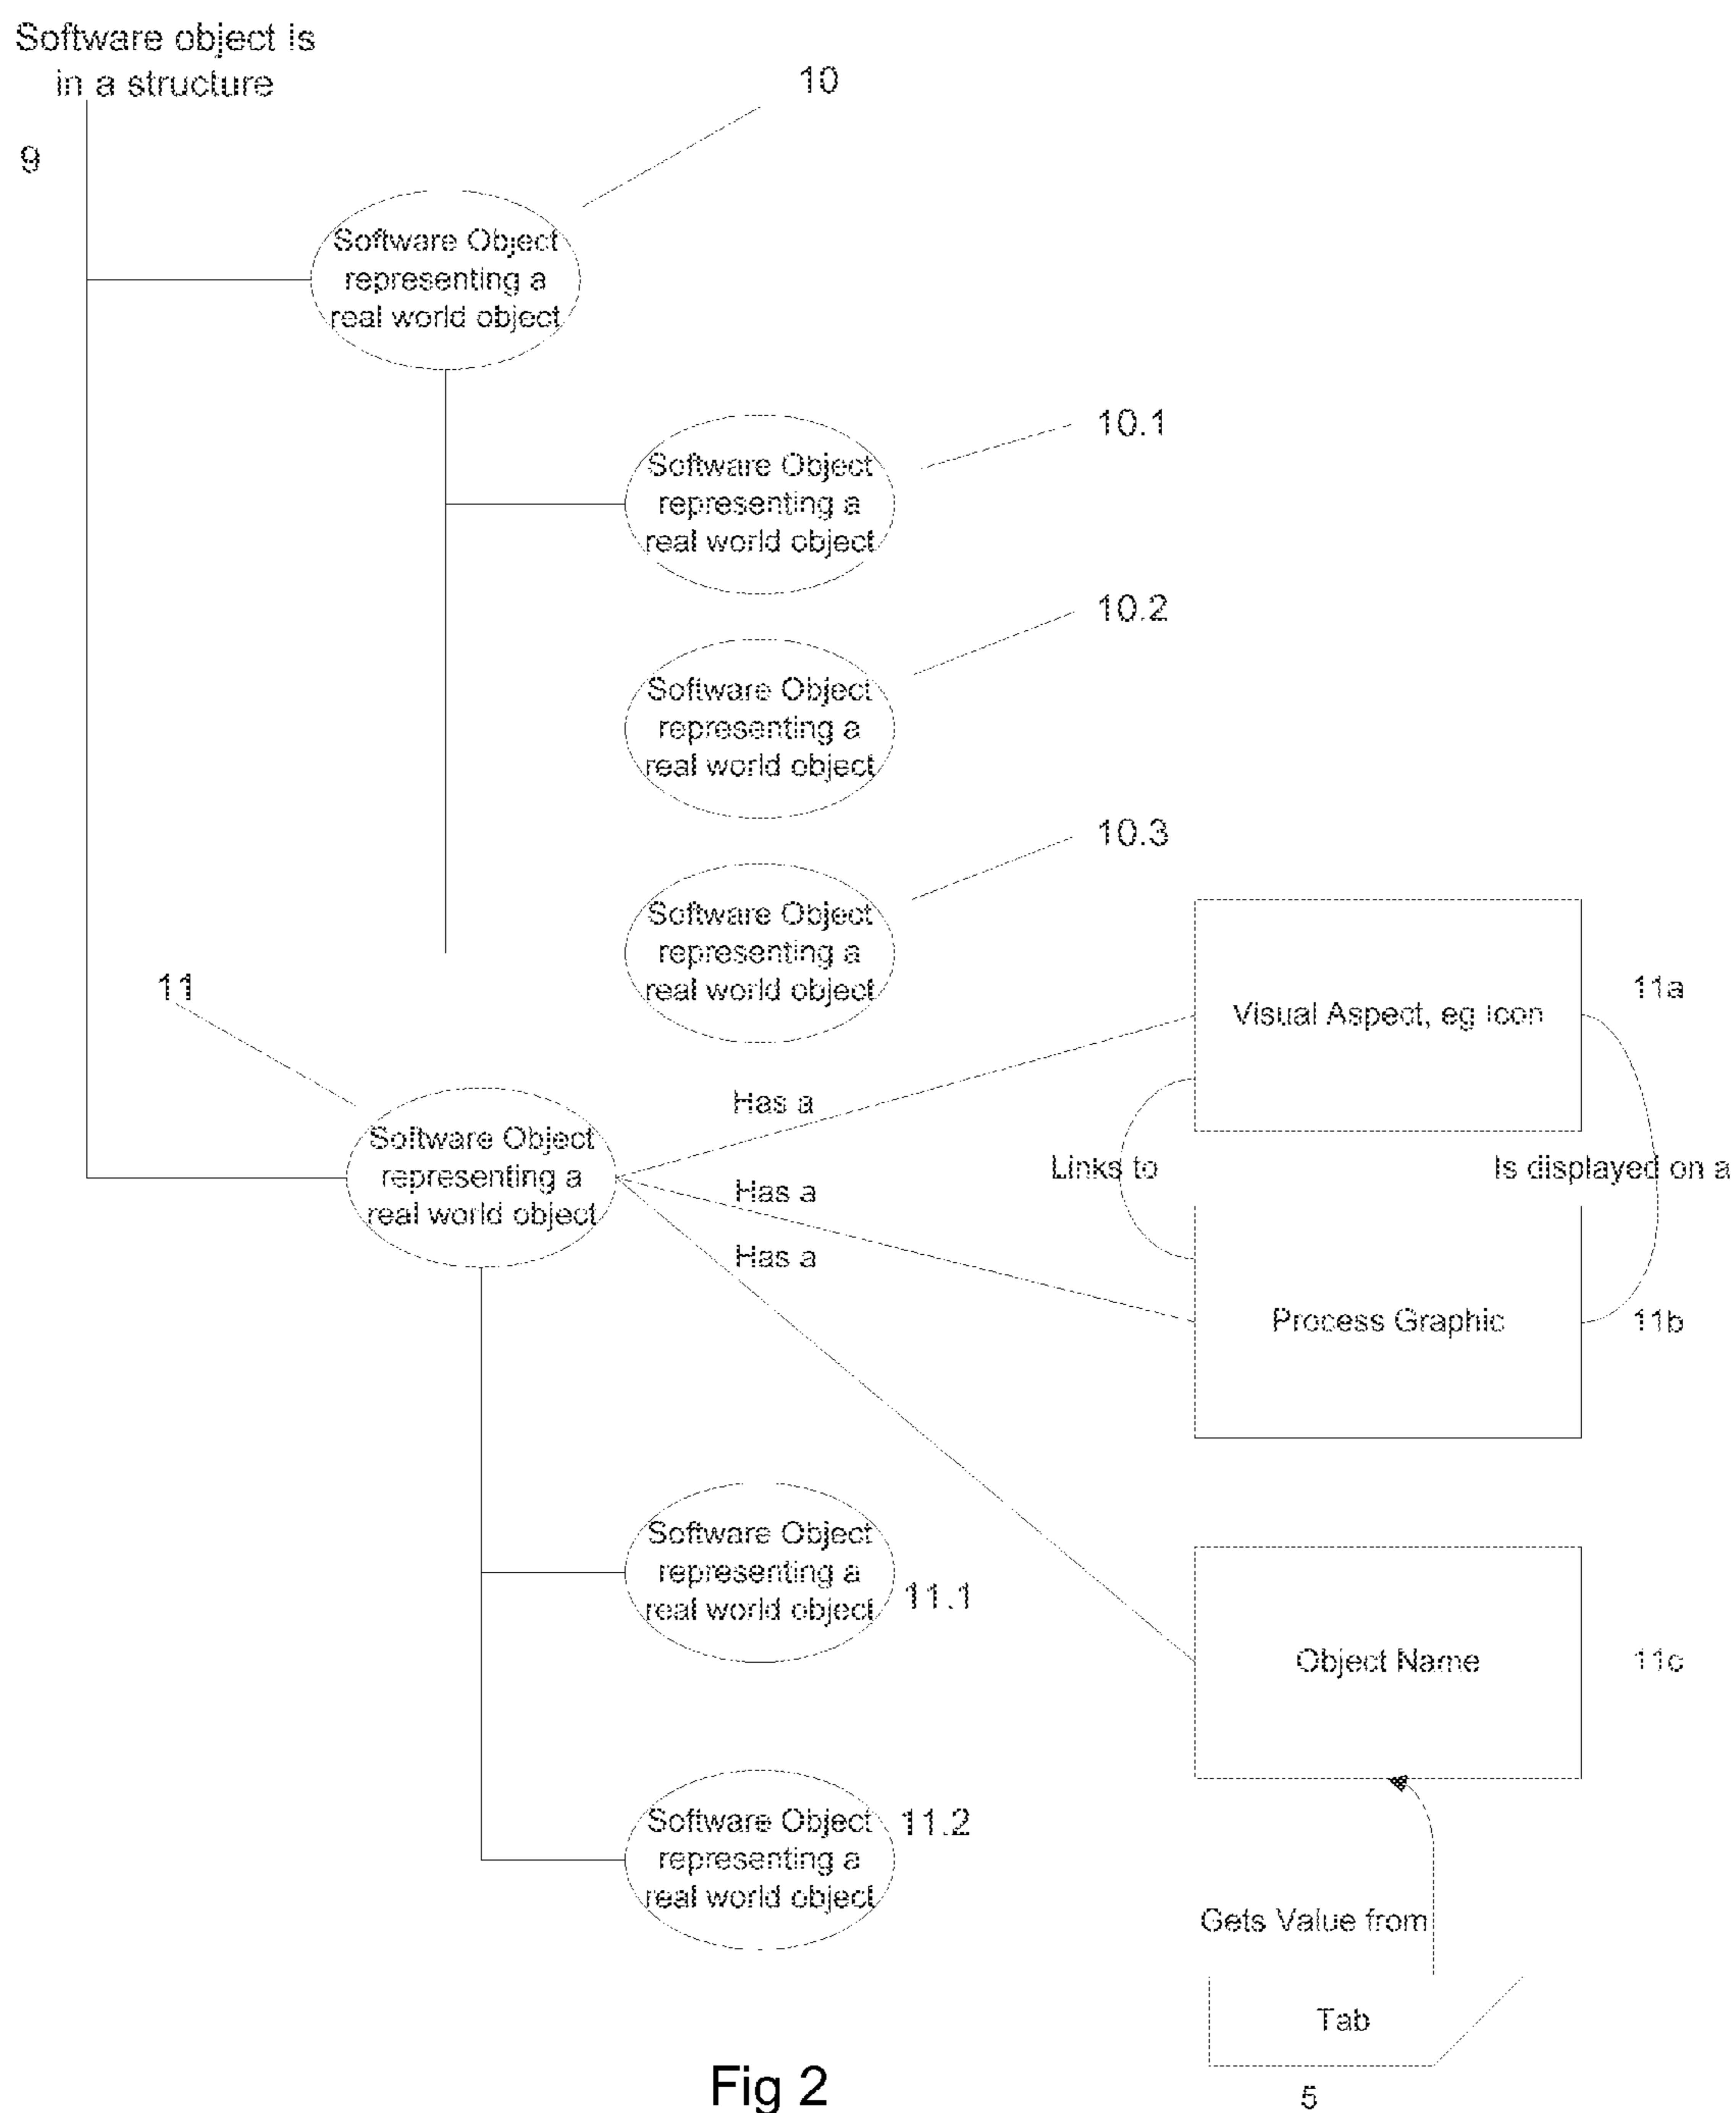 Software object is
in a structure
10
9
Software Object
representing a
real world object
10.1
Software Object
representing a
real world object
10.2
Software Object
representing a
real world object
10.3
Software Object
representing a
real world object
11
11a
Visual Aspect, eg Icon
Has a
Software Object
representing a
real world object
Links to
Is displayed on a
Has a
Has a
Process Graphic
11b
Software Object
representing a
real world object
11.1
Object Name
11c
Software Object
representing a
real world object
11.2
Gets Value from
Tab
5
Fig 2